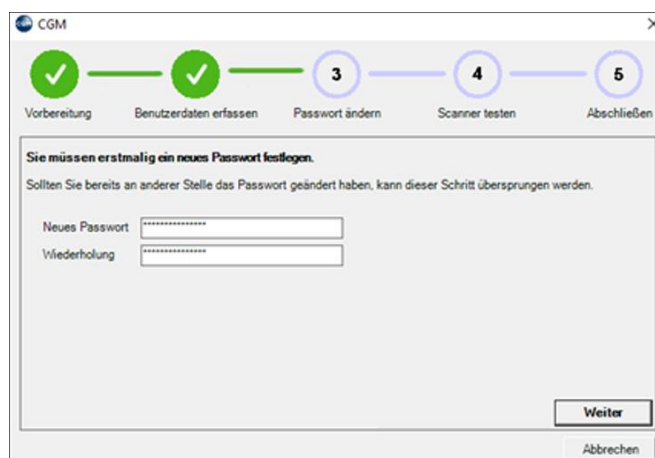 CGM
3 4 5
Vorbereitung Benutzerdaten erfassen Passwort ändern Scanner testen Abschließen
Sie müssen erstmalig ein neues Passwort festlegen.
Sollten Sie bereits an anderer Stelle das Passwort geändert haben, kann dieser Schritt übersprungen werden.
Neues Passwort ***************
Wiederholung ***************
Weiter
Abbrechen